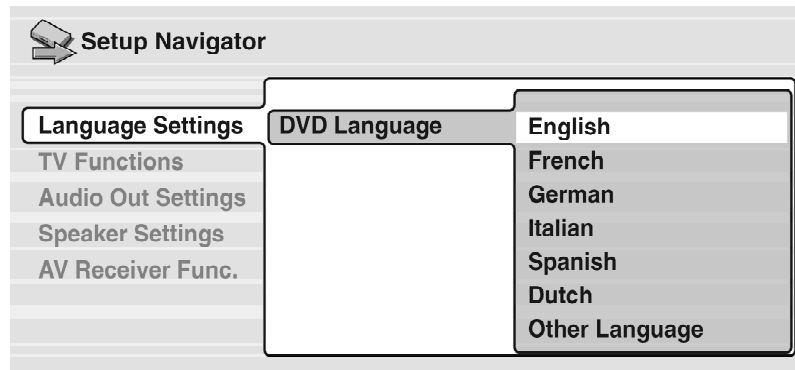 Setup Navigator
Language Settings
DVD Language
English
TV Functions
French
Audio Out Settings
German
Speaker Settings
Italian
AV Receiver Func.
Spanish
Dutch
Other Language